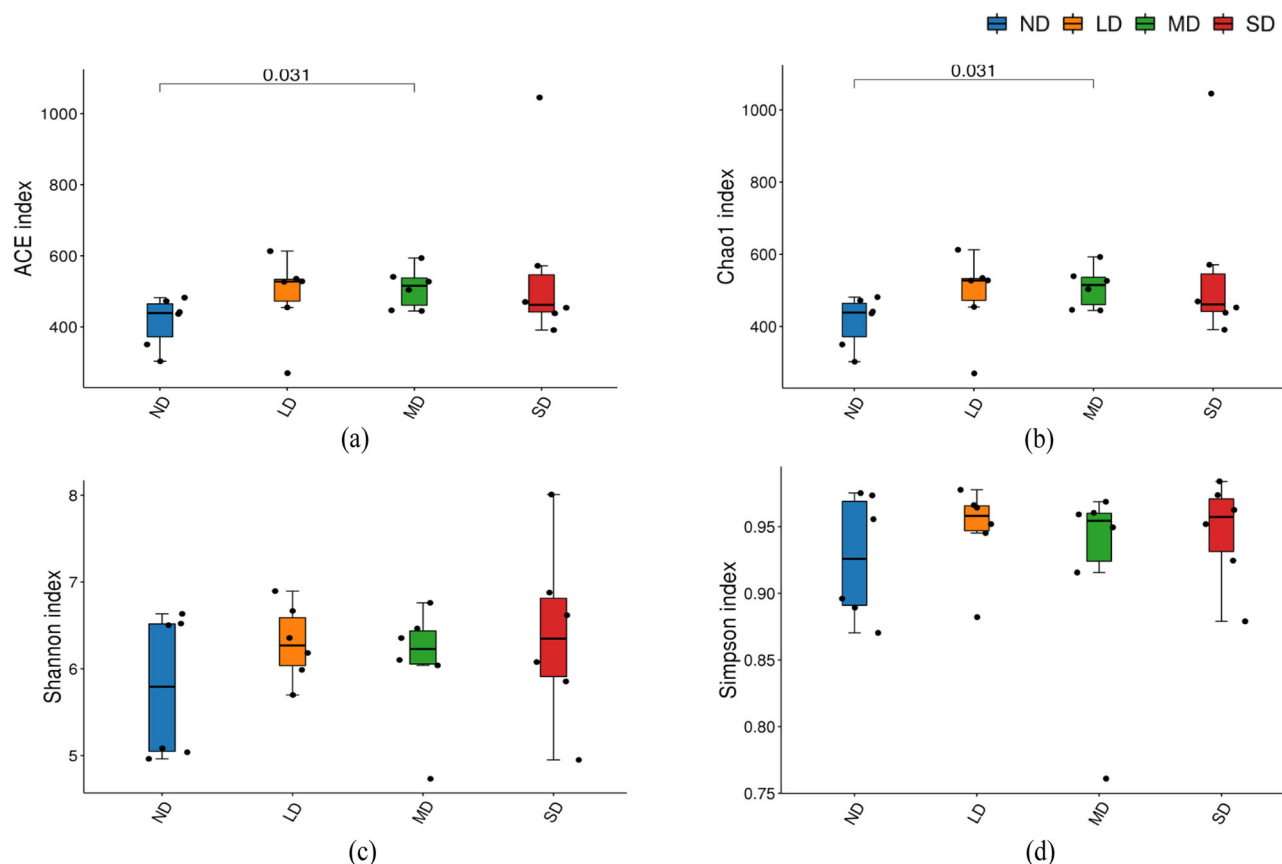 ND LD MD SD
0.031
1000
800
600
400
ACE index
ND LD MD SD
(a)
0.031
1000
800
600
400
Chao1 index
ND LD MD SD
(b)
8
7
6
5
Shannon index
ND LD MD SD
(c)
0.95
0.90
0.85
0.80
0.75
Simpson index
ND LD MD SD
(d)